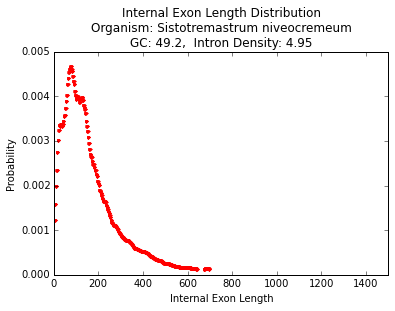 Internal Exon Length Distribution
Organism: Sistotremastrum niveocremeum
GC: 49.2,  Intron Density: 4.95
0.005
0.004
0.003
0.002
0.001
0.000
Probability
0 200 400 600 800 1000 1200 1400
Internal Exon Length